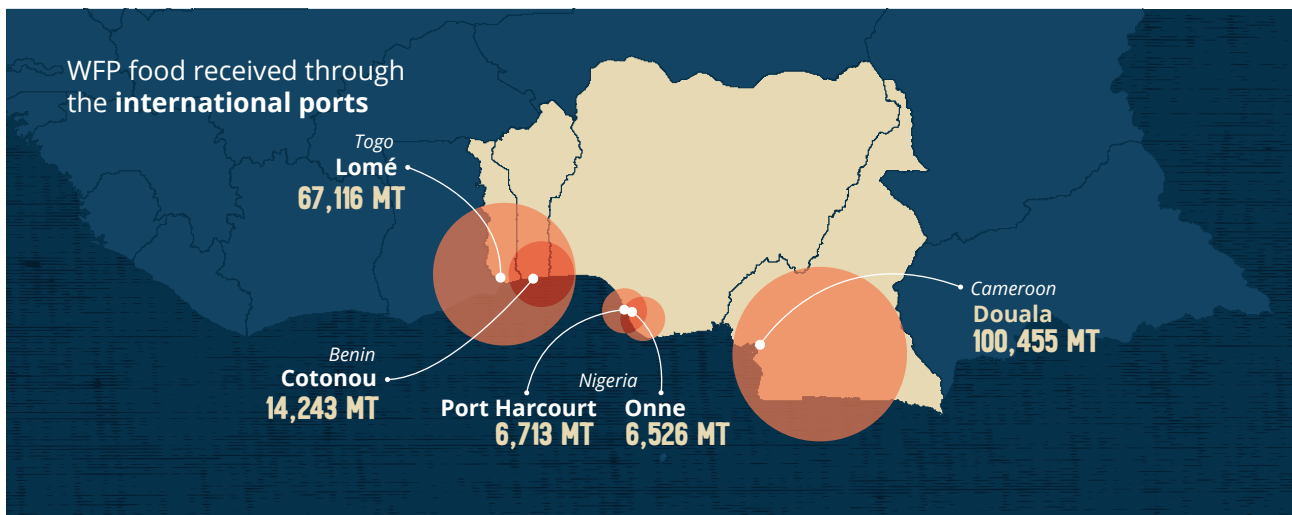 WFP food received through
the international ports
Togo
Lomé
67,116 MT
Benin
Cotonou
14,243 MT
Nigeria
Port Harcourt
6,713 MT
Onne
6,526 MT
Cameroon
Douala
100,455 MT